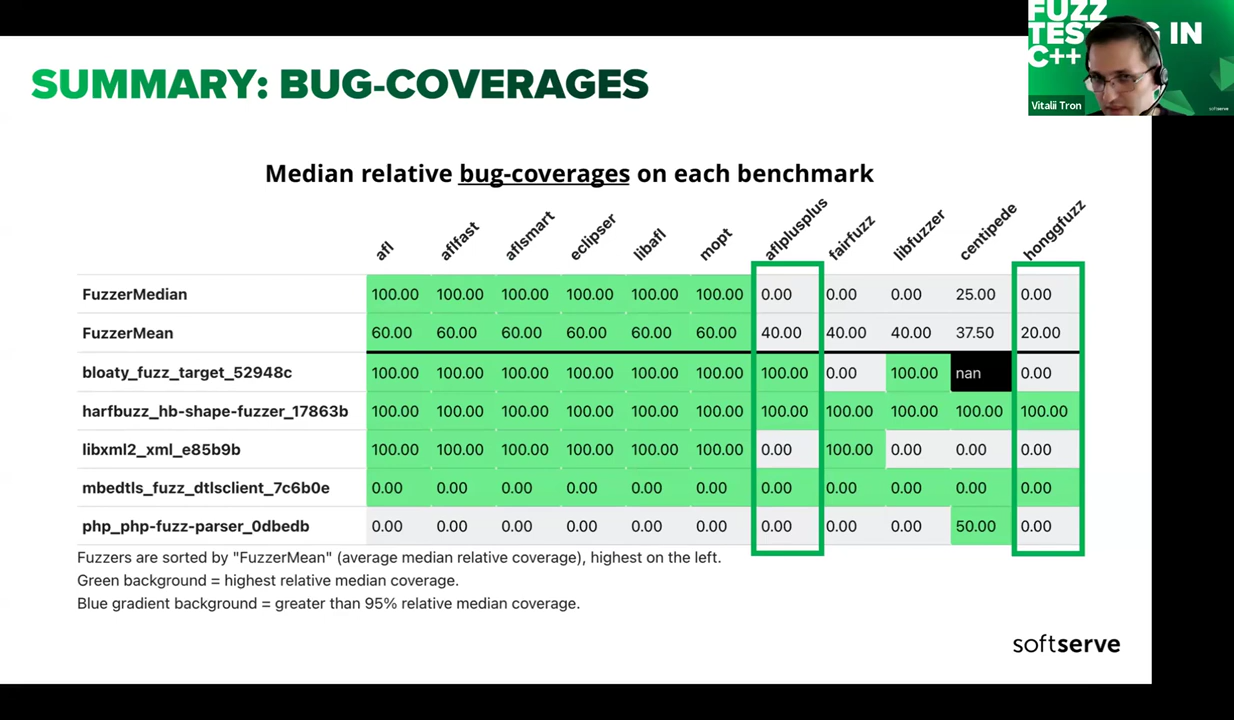 FUZZ
TEST G IN
C++
Vitalii Tron
softserve
SUMMARY: BUG-COVERAGES
Median relative bug-coverages on each benchmark
afl aflfast aflsmart eclipser libafl mopt aflplusplus fairfuzz libfuzzer centipede honggfuzz
FuzzerMedian 100.00 100.00 100.00 100.00 100.00 100.00 0.00 0.00 0.00 25.00 0.00
FuzzerMean 60.00 60.00 60.00 60.00 60.00 60.00 40.00 40.00 40.00 37.50 20.00
bloaty_fuzz_target_52948c 100.00 100.00 100.00 100.00 100.00 100.00 100.00 0.00 100.00 nan 0.00
harfbuzz_hb-shape-fuzzer_17863b 100.00 100.00 100.00 100.00 100.00 100.00 100.00 100.00 100.00 100.00 100.00
libxml2_xml_e85b9b 100.00 100.00 100.00 100.00 100.00 100.00 0.00 100.00 0.00 0.00 0.00
mbedtls_fuzz_dtlsclient_7c6b0e 0.00 0.00 0.00 0.00 0.00 0.00 0.00 0.00 0.00 0.00 0.00
php_php-fuzz-parser_0dbedb 0.00 0.00 0.00 0.00 0.00 0.00 0.00 0.00 0.00 50.00 0.00
Fuzzers are sorted by "FuzzerMean" (average median relative coverage), highest on the left.
Green background = highest relative median coverage.
Blue gradient background = greater than 95% relative median coverage.
softserve